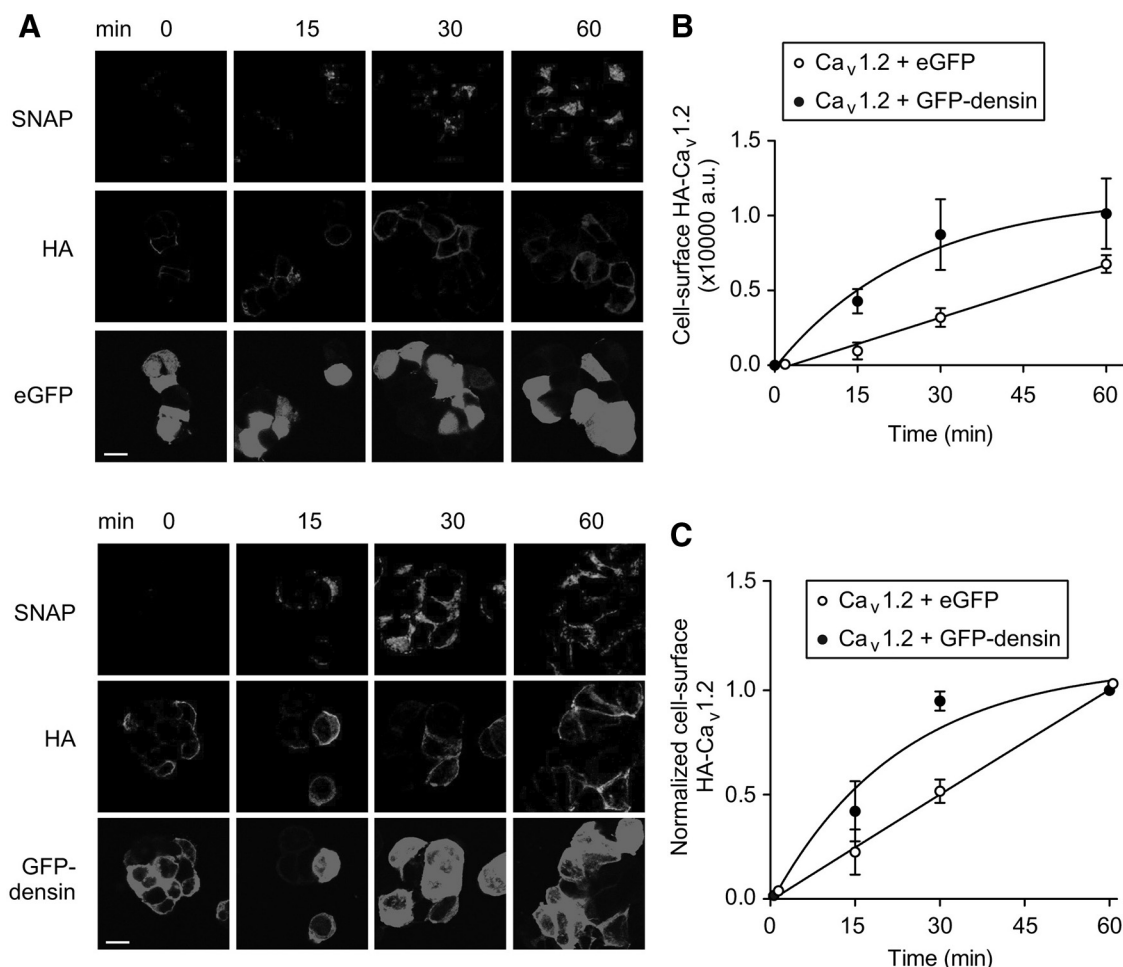 A
min 0 15 30 60
SNAP
HA
eGFP
min 0 15 30 60
SNAP
HA
GFP-
densin
B
Cav1.2 + eGFP
Cav1.2 + GFP-densin
Cell-surface HA-Cav1.2
(x10000 a.u.)
1.5
1.0
0.5
0.0
0 15 30 45 60
Time (min)
C
Cav1.2 + eGFP
Cav1.2 + GFP-densin
Normalized cell-surface
HA-Cav1.2
1.5
1.0
0.5
0.0
0 15 30 45 60
Time (min)